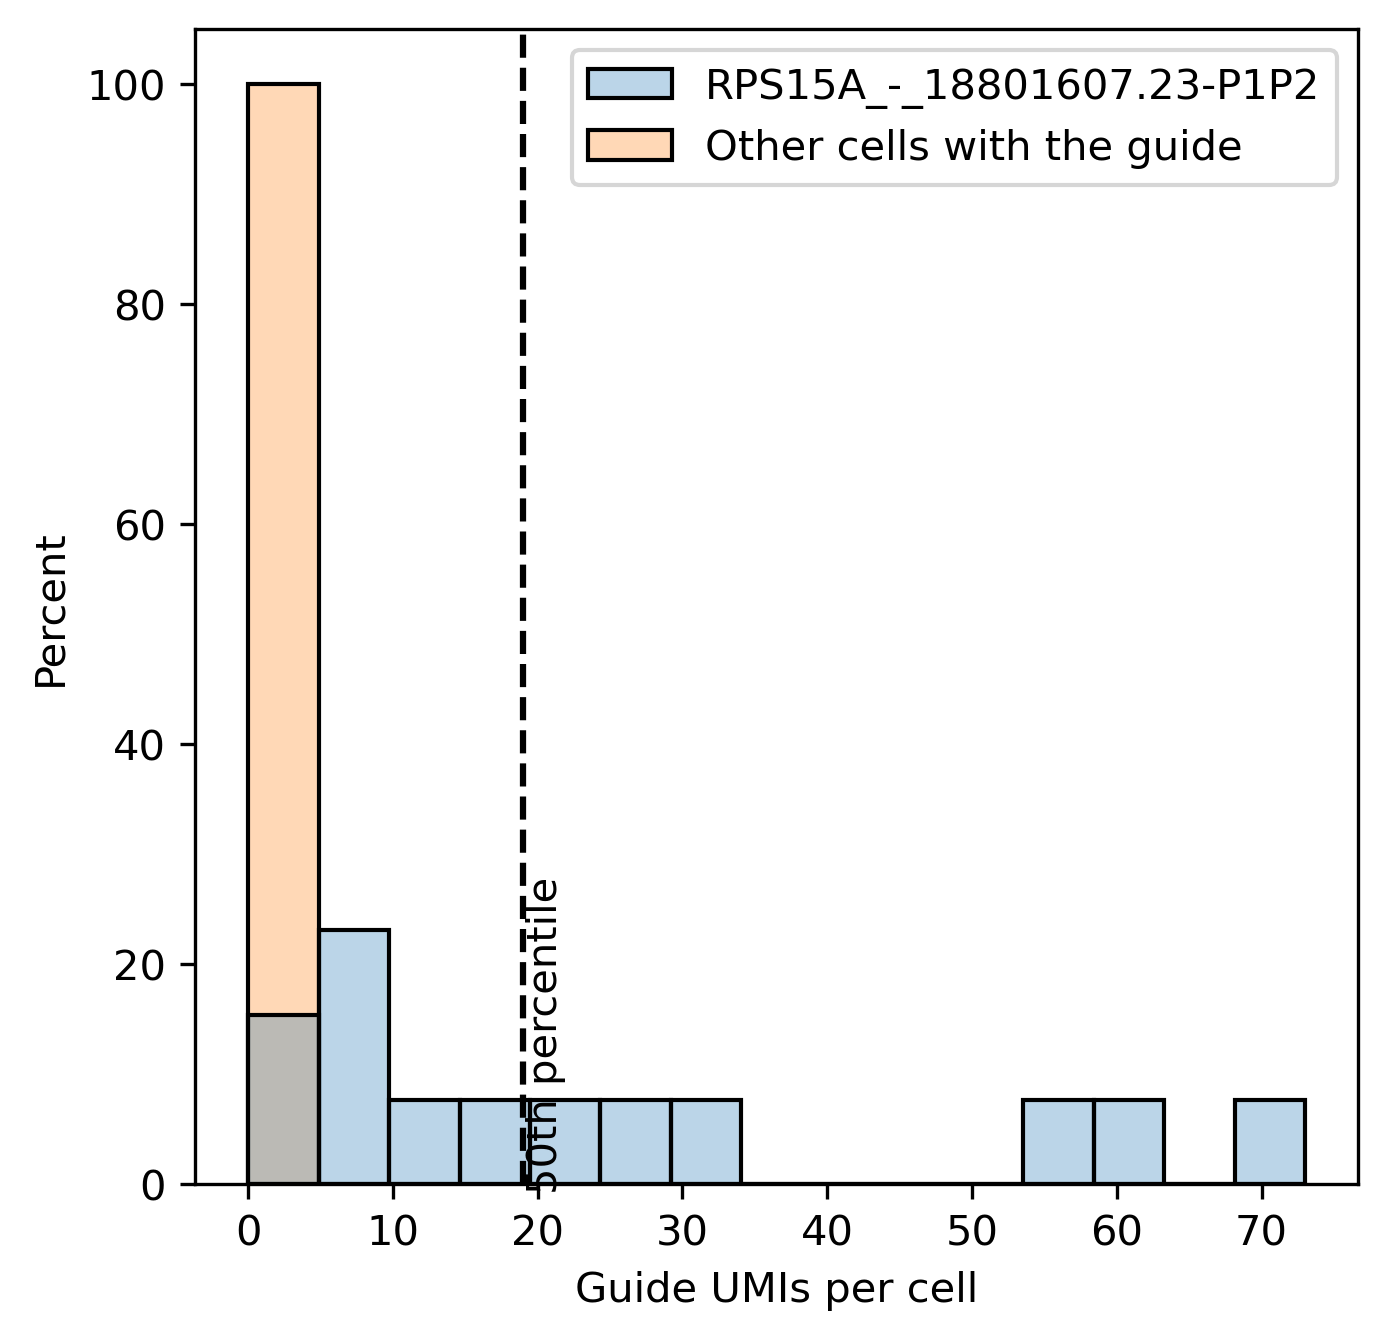 RPS15A_-_18801607.23-P1P2
Other cells with the guide
100
80
60
40
20
0
Percent
50th percentile
0 10 20 30 40 50 60 70
Guide UMIs per cell